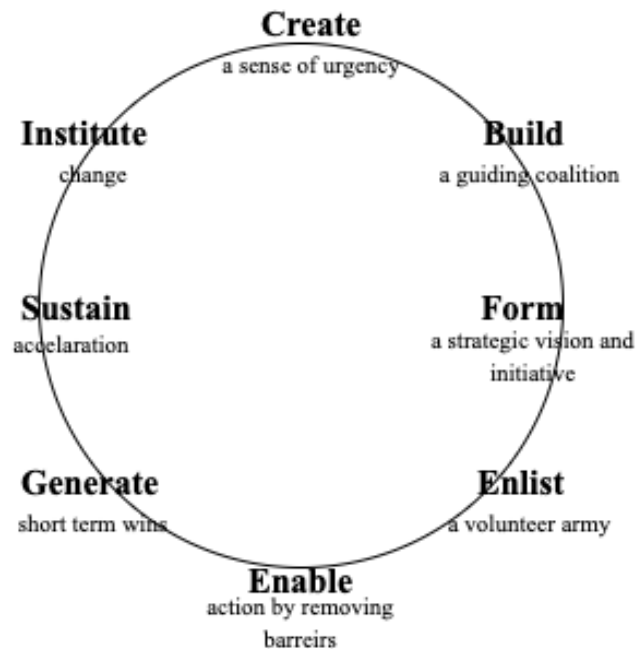 Create
a sense of urgency
Build
a guiding coalition
Form
a strategic vision and
initiative
Enlist
a volunteer army
Enable
action by removing
barreirs
Generate
short term wins
Sustain
accelaration
Institute
change